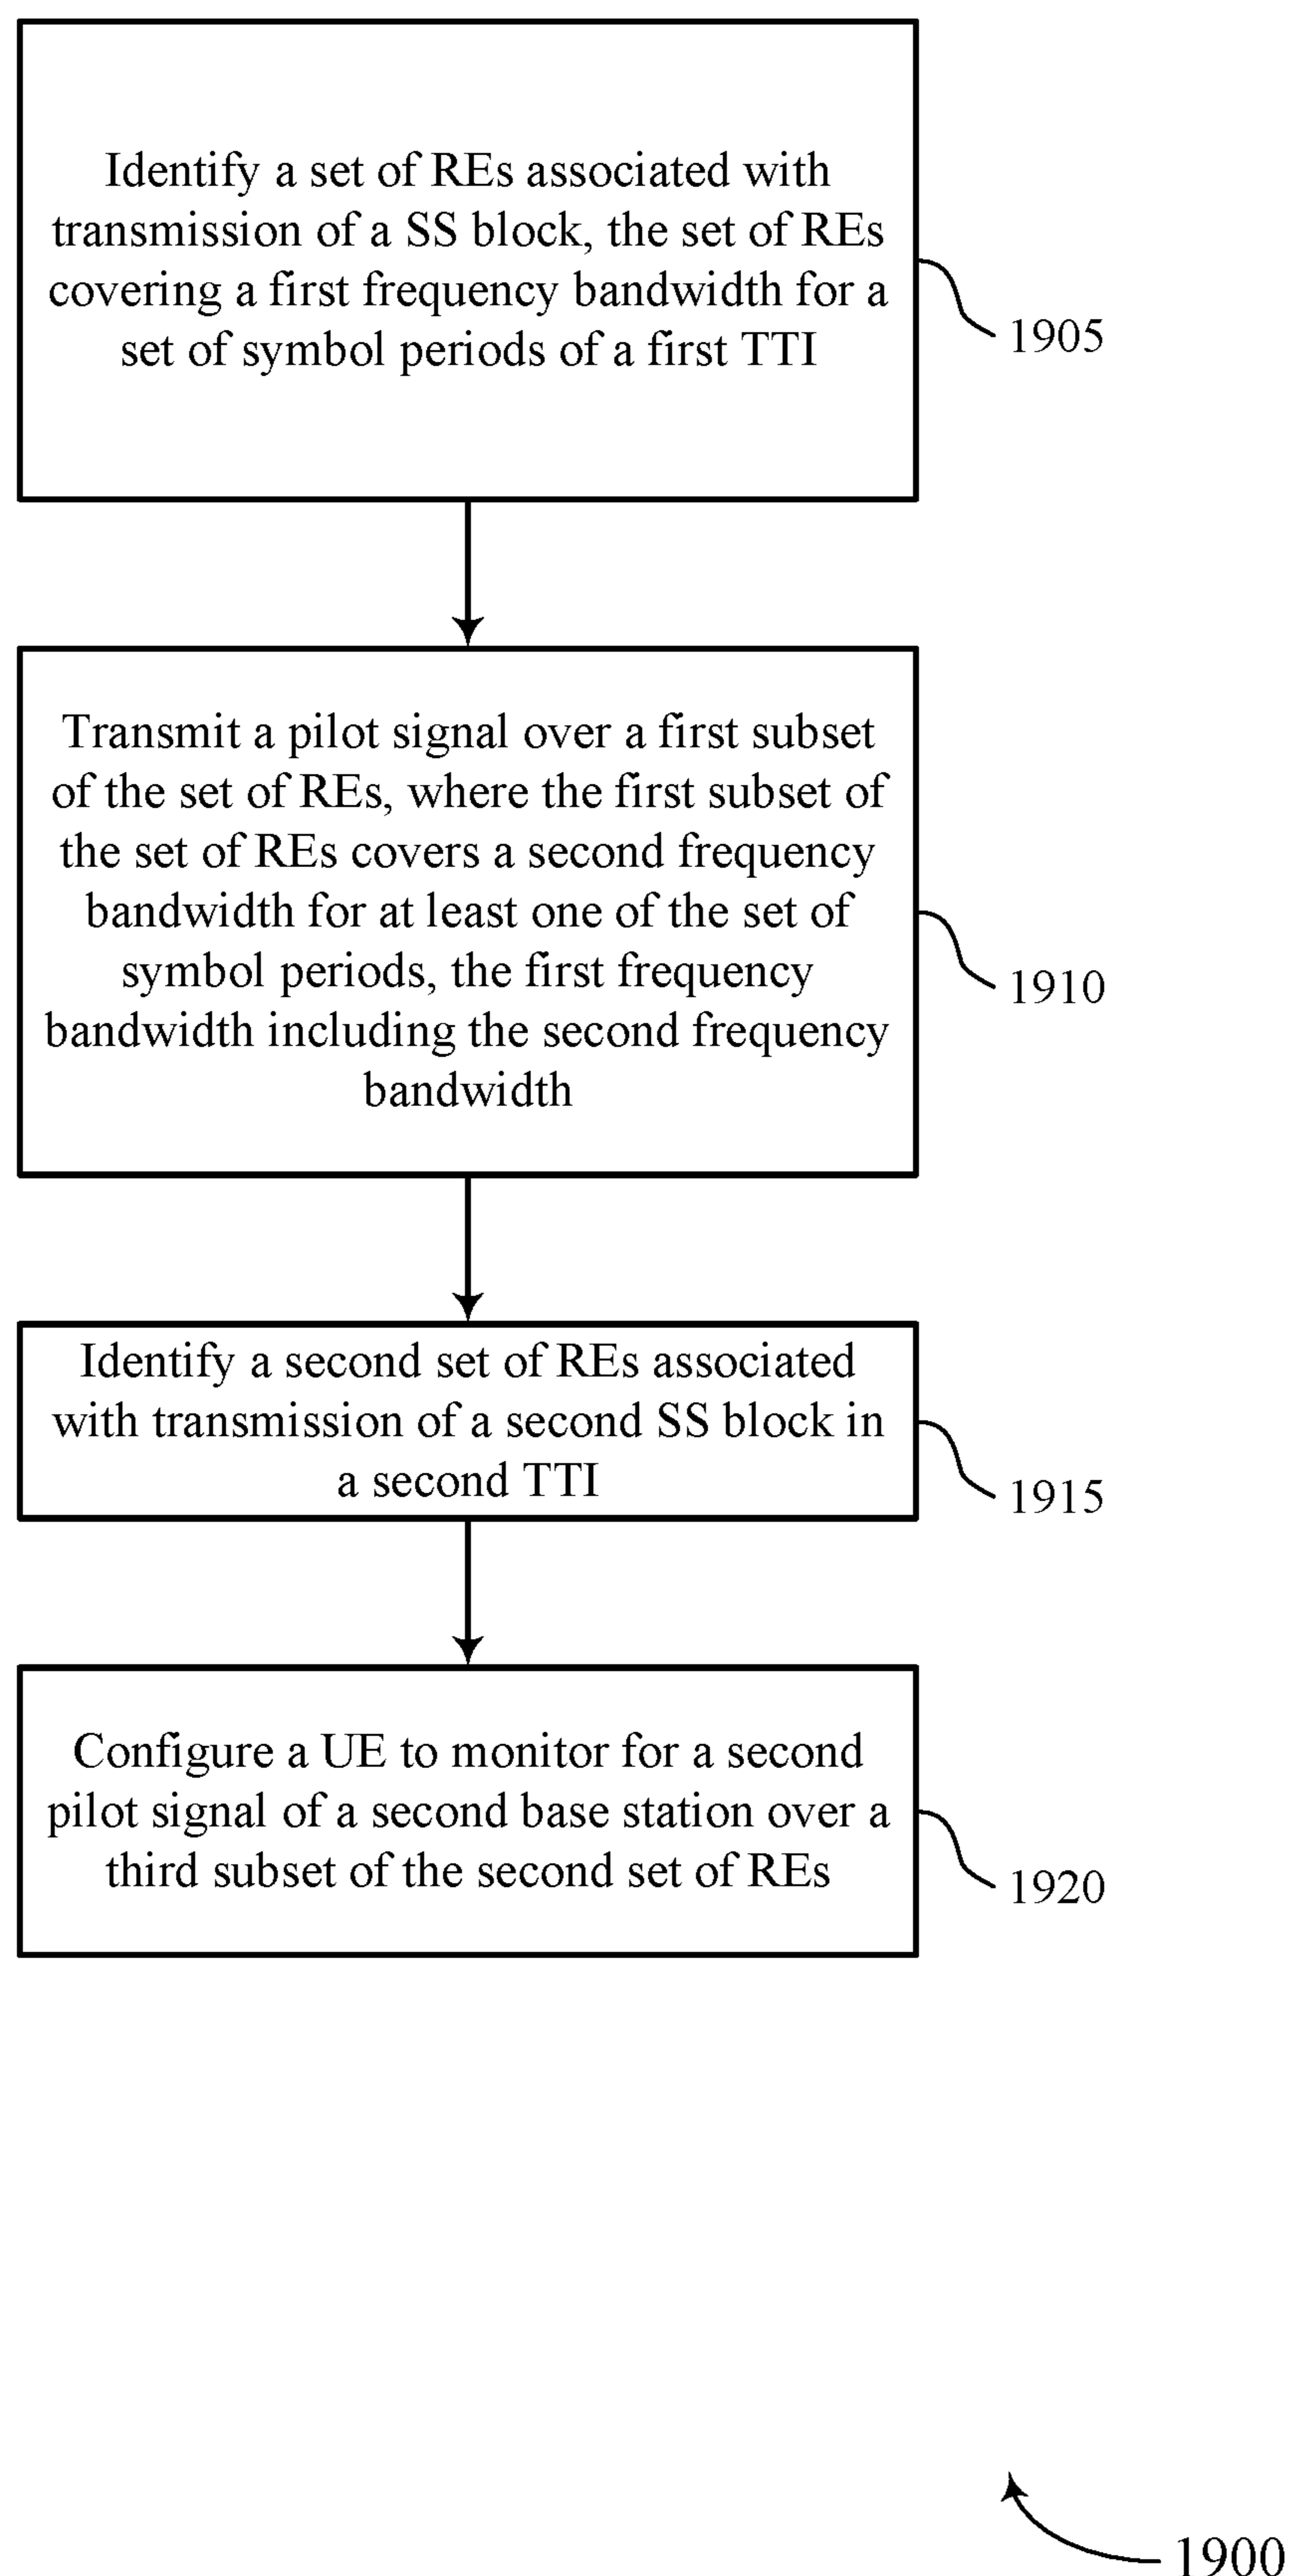 Identify a set of REs associated with
transmission of a SS block, the set of REs
covering a first frequency bandwidth for a
set of symbol periods of a first TTI
1905
Transmit a pilot signal over a first subset
of the set of REs, where the first subset of
the set of REs covers a second frequency
bandwidth for at least one of the set of
symbol periods, the first frequency
bandwidth including the second frequency
bandwidth
1910
Identify a second set of REs associated
with transmission of a second SS block in
a second TTI
1915
Configure a UE to monitor for a second
pilot signal of a second base station over a
third subset of the second set of REs
1920
1900